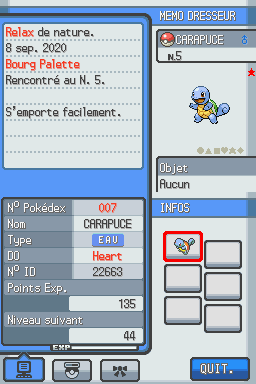 Relax de nature.
8 sep. 2020
Bourg Palette
Rencontré au N. 5.
S'emporte facilement.
MEMO DRESSEUR
CARAPUCE ♂
N.5
Objet
Aucun
N° Pokédex 007
Nom CARAPUCE
Type EAU
DO Heart
N° ID 22663
Points Exp.
135
Niveau suivant
44
EXP
INFOS
QUIT.